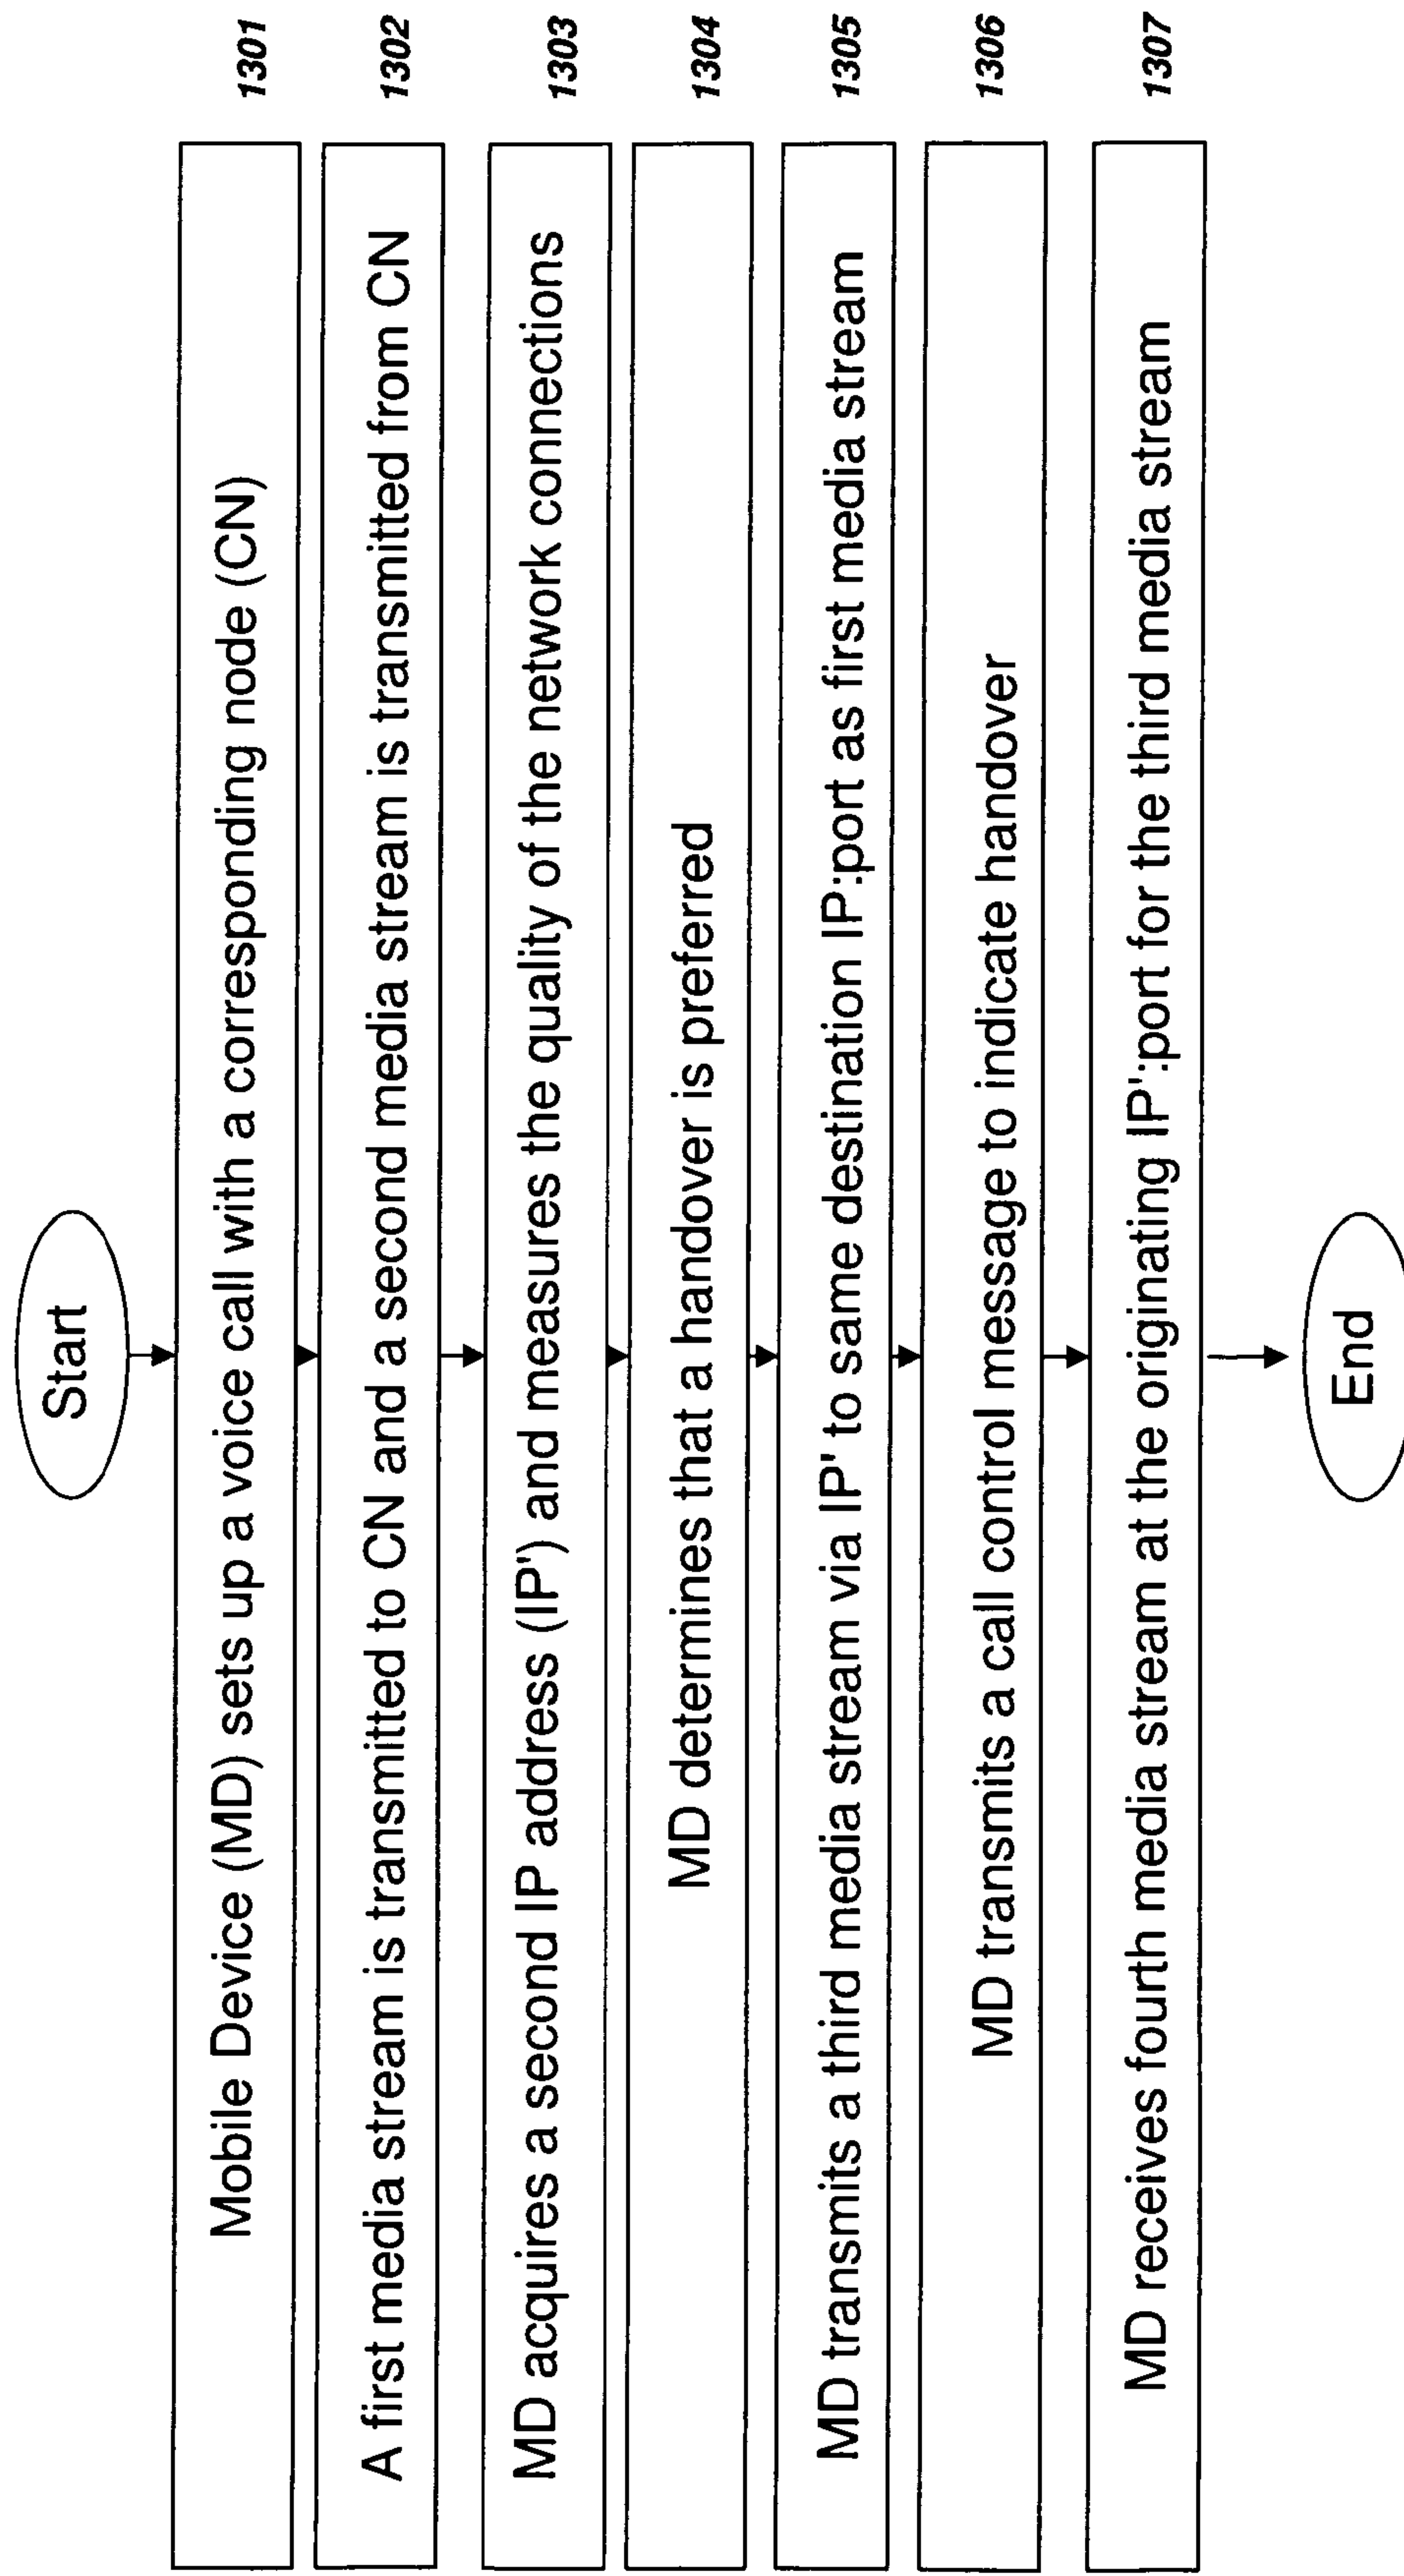 Start
Mobile Device (MD) sets up a voice call with a corresponding node (CN) 1301
A first media stream is transmitted to CN and a second media stream is transmitted from CN 1302
MD acquires a second IP address (IP') and measures the quality of the network connections 1303
MD determines that a handover is preferred 1304
MD transmits a third media stream via IP' to same destination IP:port as first media stream 1305
MD transmits a call control message to indicate handover 1306
MD receives fourth media stream at the originating IP':port for the third media stream 1307
End